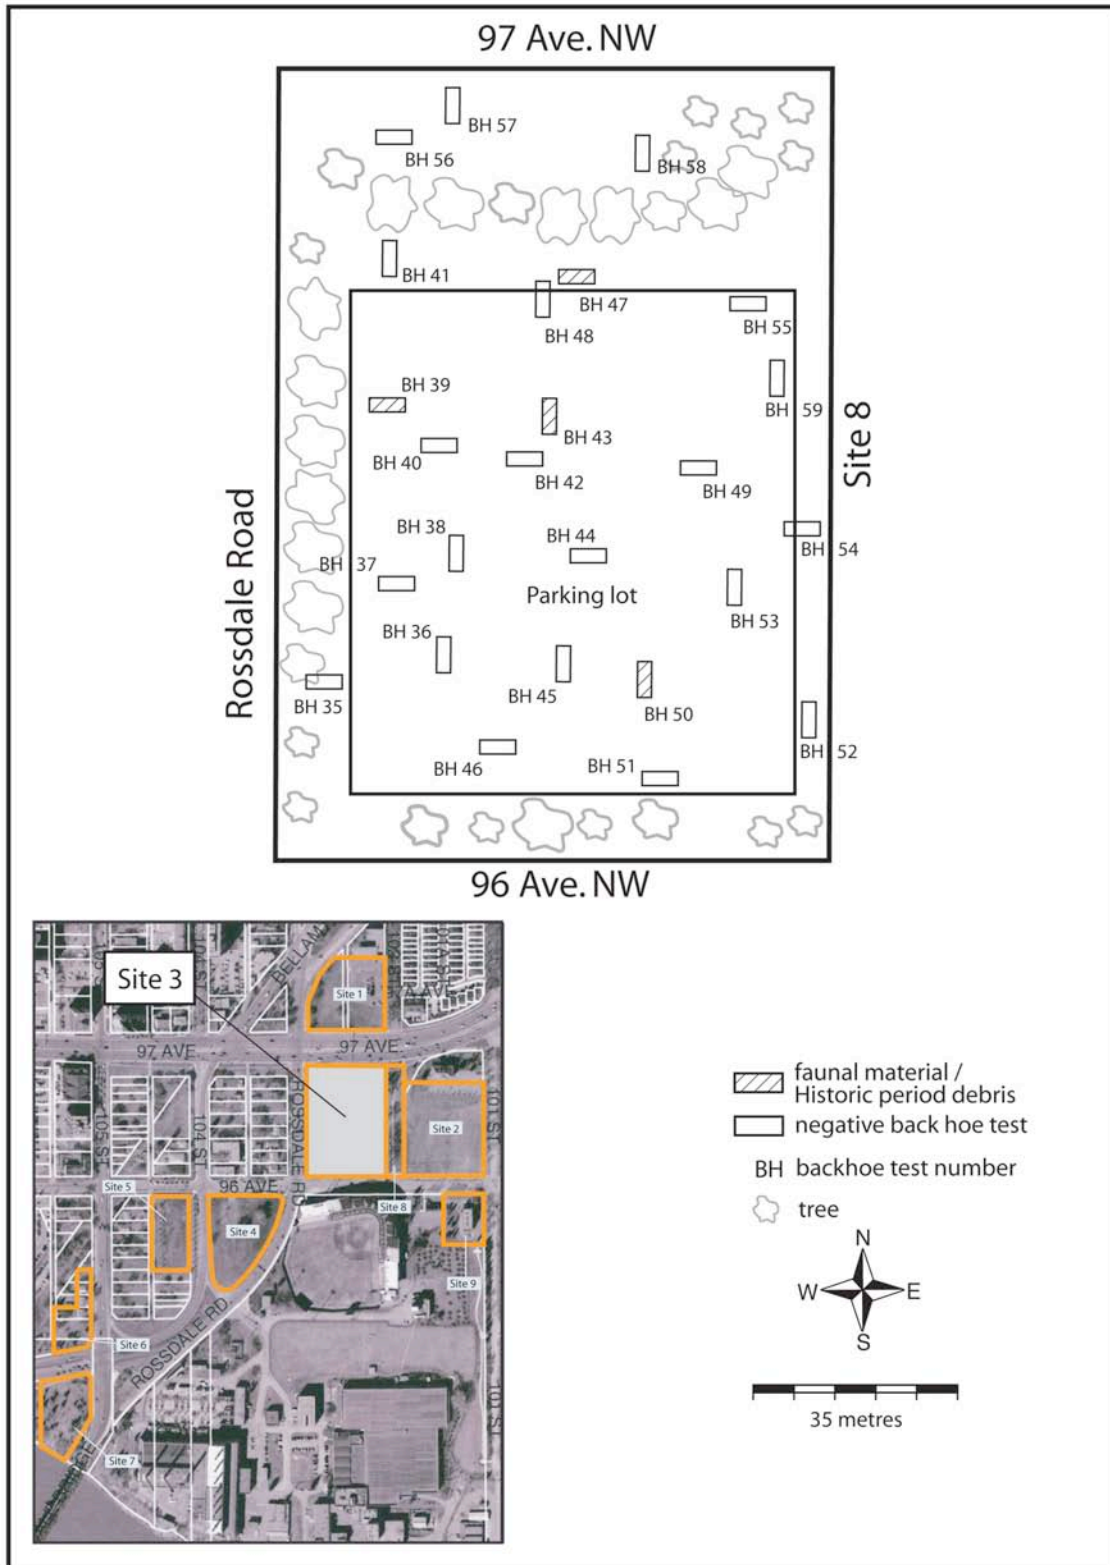 97 Ave. NW
BH 57
BH 56
BH 58
BH 41
BH 47
BH 48
BH 55
BH 39
BH 43
BH 59
BH 40
BH 42
BH 49
Site 8
Rossdale Road
BH 38
BH 44
BH 54
BH 37
Parking lot
BH 53
BH 36
BH 35
BH 45
BH 50
BH 52
BH 46
BH 51
96 Ave. NW
Site 3
BELLAM
Site 1
97 AVE
97 AVE
ROSSDALE RD
101 ST
Site 2
105 ST
104 ST
96 AVE
Site 5
Site 4
Site 8
Site 9
Site 6
ROSSDALE RD
101 ST
Site 7
faunal material /
Historic period debris
negative back hoe test
BH backhoe test number
tree
N
W E
S
35 metres